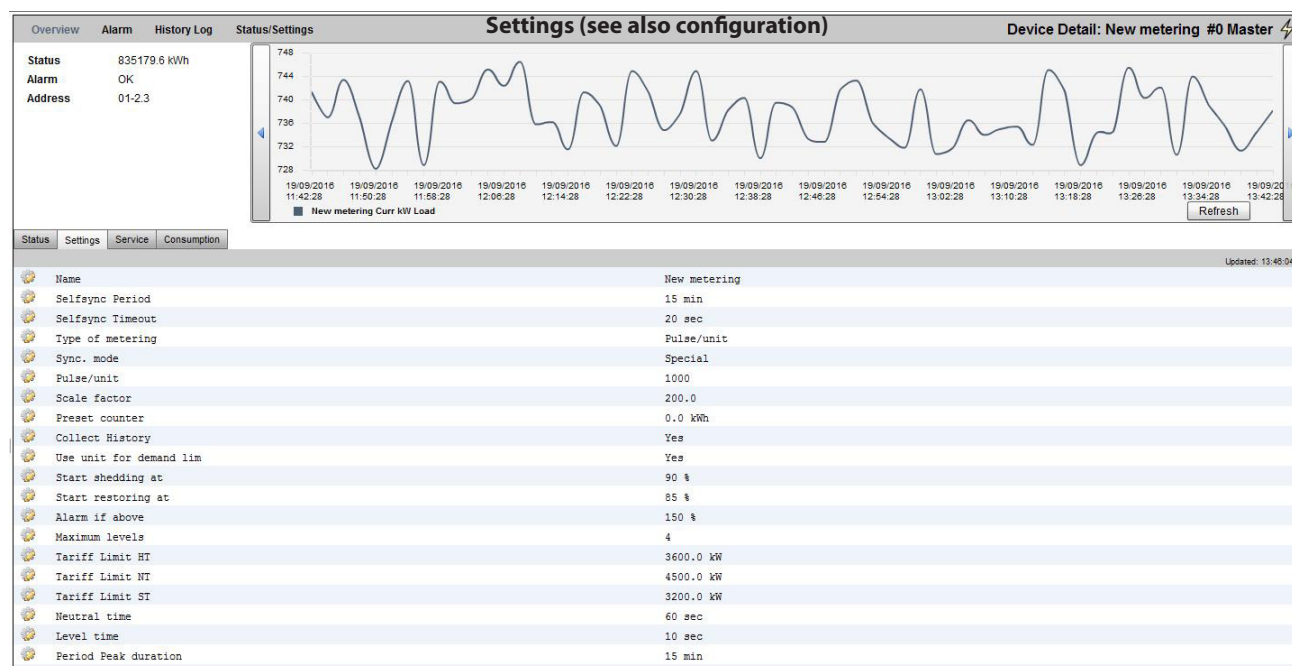 Settings (see also configuration)
Overview Alarm History Log Status/Settings
Device Detail: New metering #0 Master
Status 835179.6 kWh
Alarm OK
Address 01-2.3
748
744
740
736
732
728
19/09/2016 19/09/2016 19/09/2016 19/09/2016 19/09/2016 19/09/2016 19/09/2016 19/09/2016 19/09/2016 19/09/2016 19/09/2016 19/09/2016 19/09/2016 19/09/2016 19/09/2016 19/09/20
11:42:28 11:50:28 11:58:28 12:06:28 12:14:28 12:22:28 12:30:28 12:38:28 12:46:28 12:54:28 13:02:28 13:10:28 13:18:28 13:26:28 13:34:28 13:42:28
New metering Curr kW Load
Refresh
Status Settings Service Consumption
Updated: 13:46:04
Name New metering
Selfsync Period 15 min
Selfsync Timeout 20 sec
Type of metering Pulse/unit
Sync. mode Special
Pulse/unit 1000
Scale factor 200.0
Preset counter 0.0 kWh
Collect History Yes
Use unit for demand lim Yes
Start shedding at 90 %
Start restoring at 85 %
Alarm if above 150 %
Maximum levels 4
Tariff Limit HT 3600.0 kW
Tariff Limit NT 4500.0 kW
Tariff Limit ST 3200.0 kW
Neutral time 60 sec
Level time 10 sec
Period Peak duration 15 min